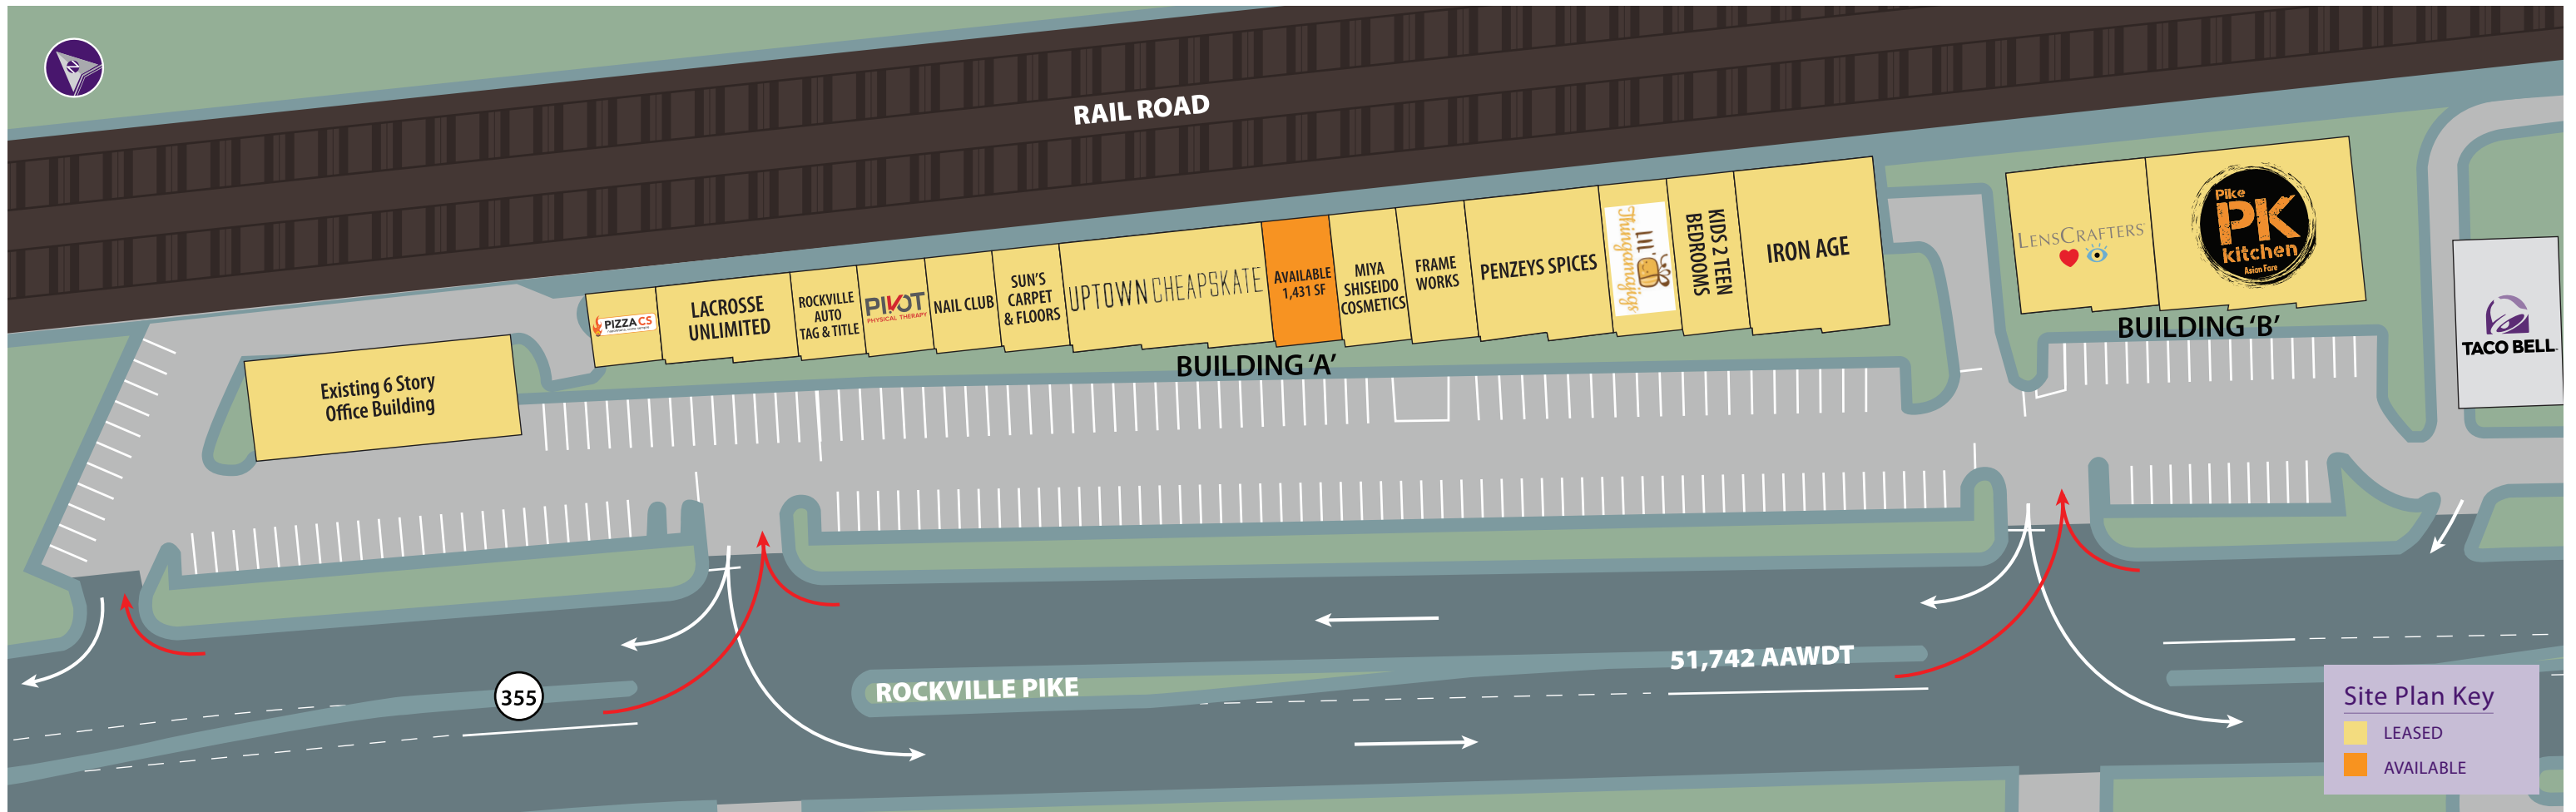 N
RAIL ROAD
Existing 6 Story
Office Building
PIZZA CS
LACROSSE
UNLIMITED
ROCKVILLE
AUTO
TAG & TITLE
PIVOT
PHYSICAL THERAPY
NAIL CLUB
SUN'S
CARPET
& FLOORS
UPTOWN CHEAPSKATE
AVAILABLE
1,431 SF
MIYA
SHISEIDO
COSMETICS
FRAME
WORKS
PENZEYS SPICES
LIL
Thingamajigs
KIDS 2 TEEN
BEDROOMS
IRON AGE
LENSCRAFTERS
Pike
PK
kitchen
Asian Fare
TACO BELL
BUILDING ‘A’
BUILDING ‘B’
355
ROCKVILLE PIKE
51,742 AAWDT
Site Plan Key
LEASED
AVAILABLE